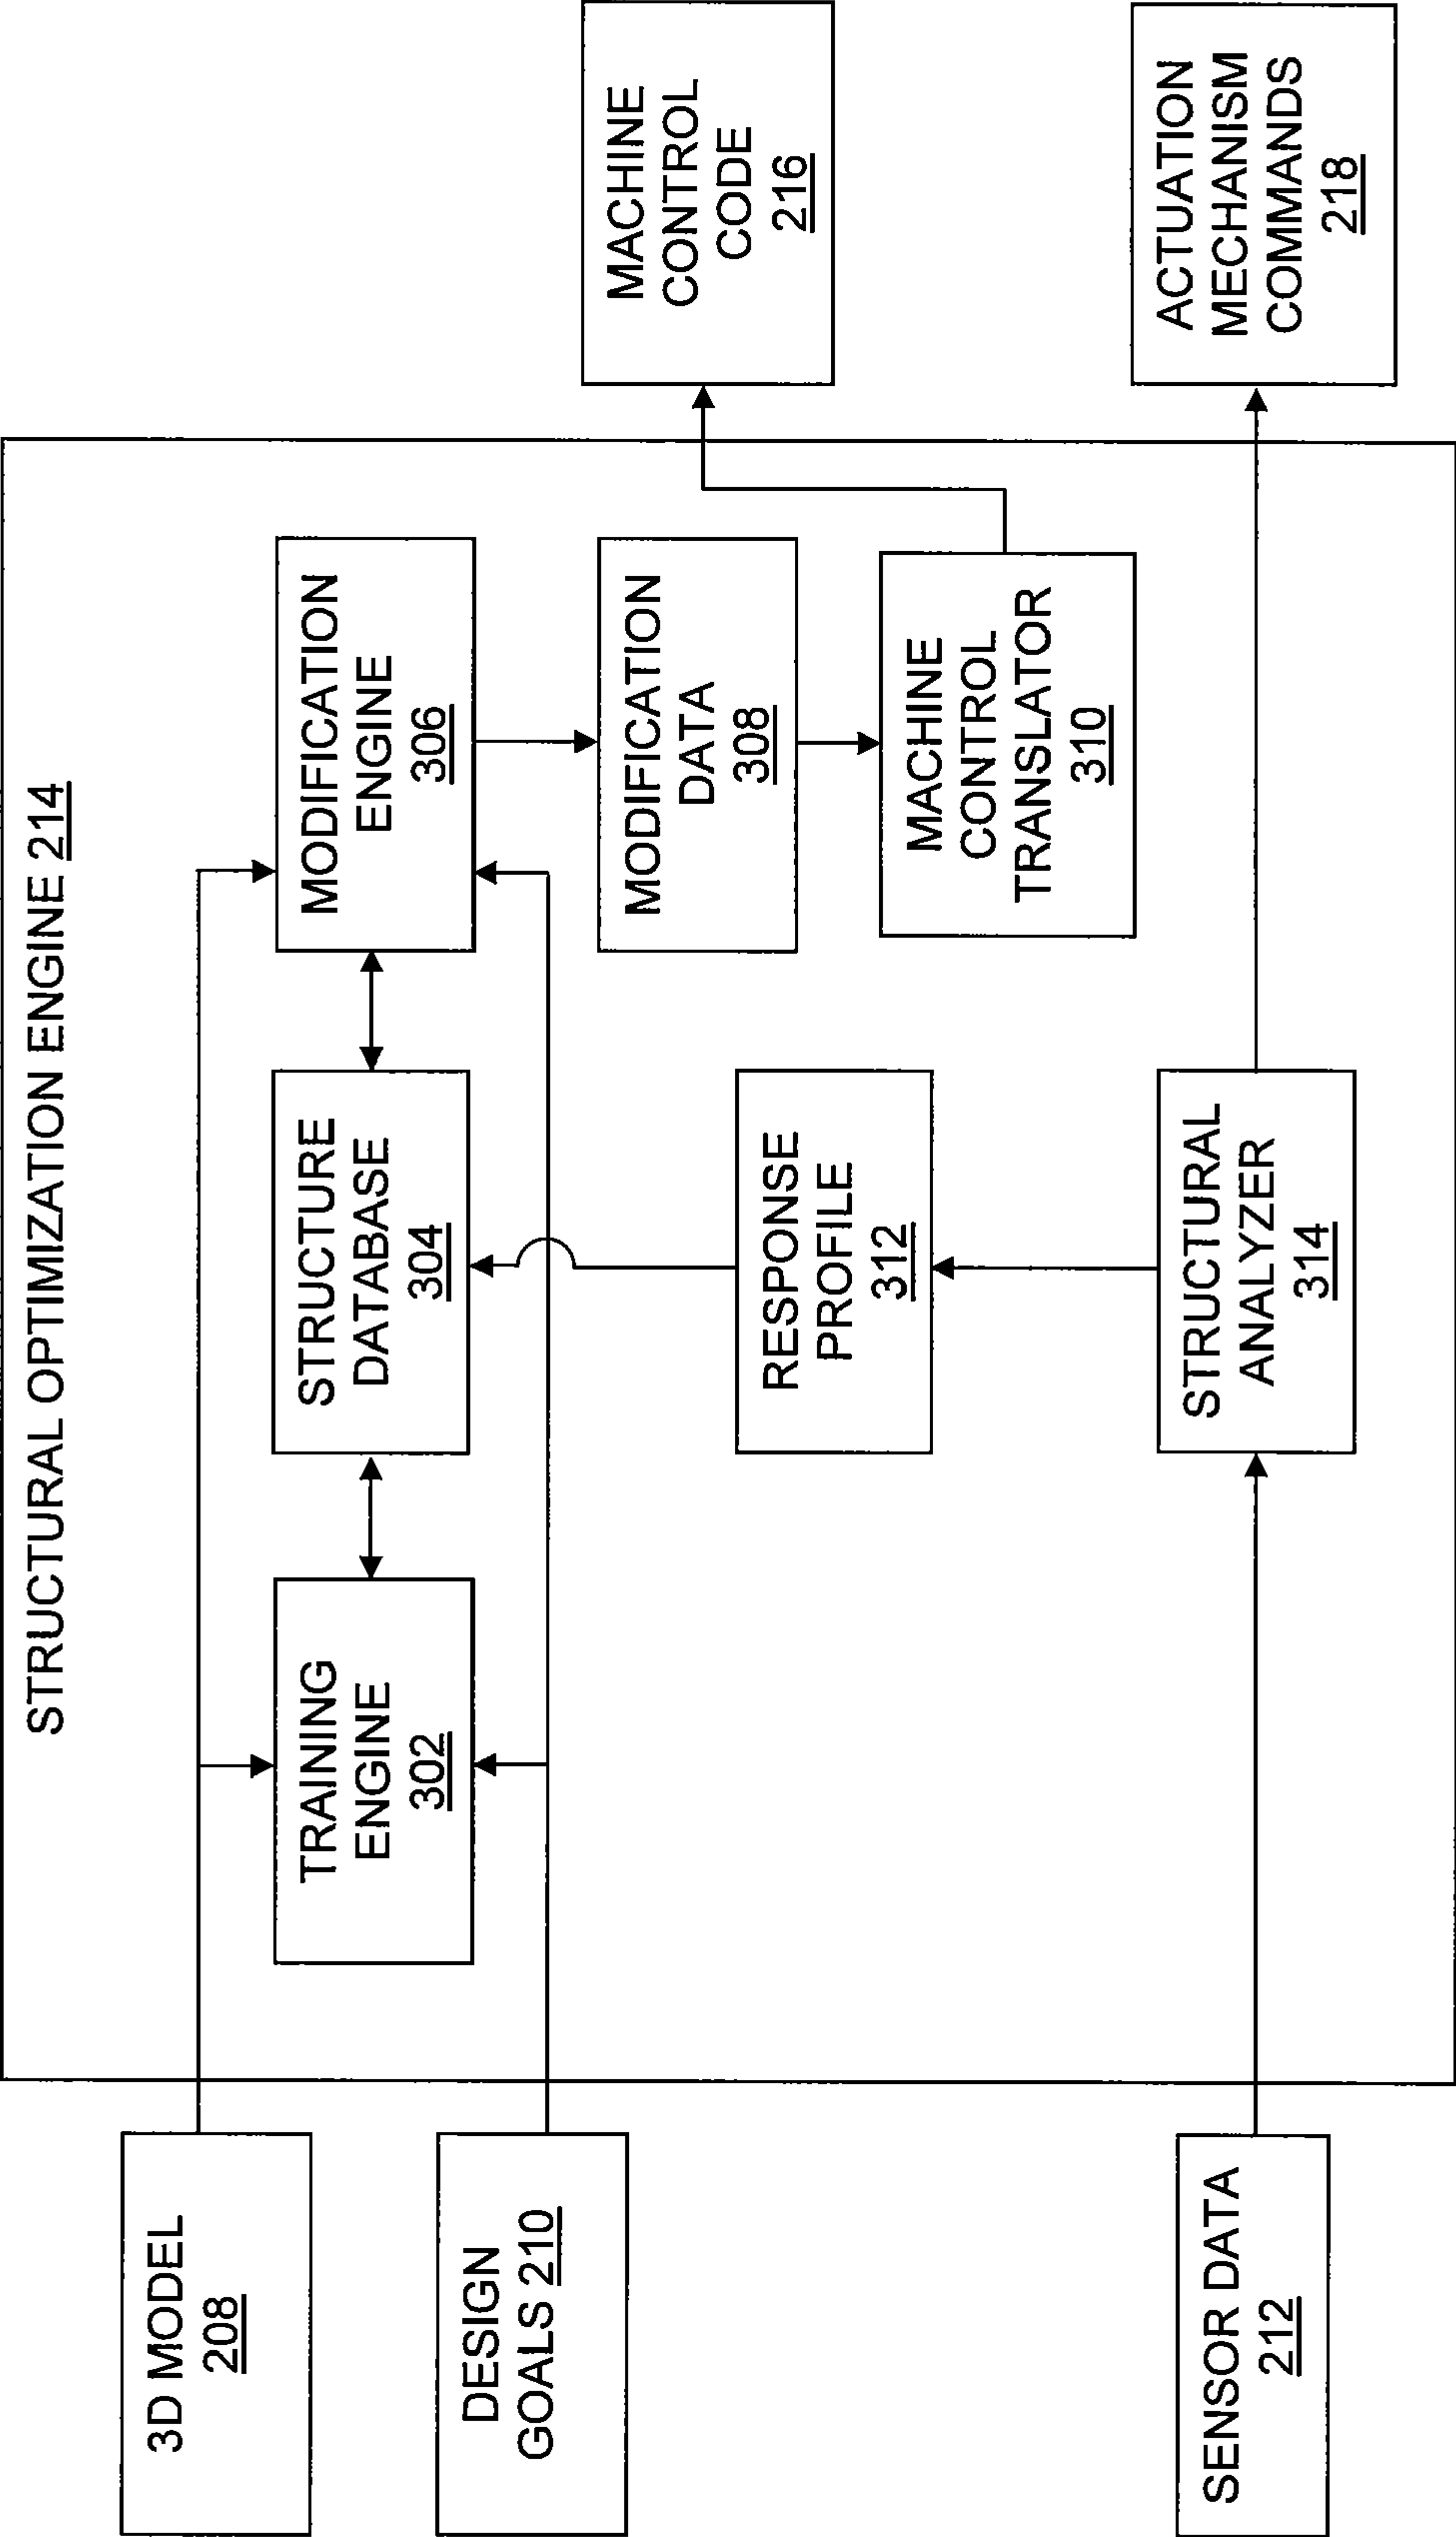 STRUCTURAL OPTIMIZATION ENGINE 214
3D MODEL
208
DESIGN
GOALS 210
SENSOR DATA
212
TRAINING
ENGINE
302
STRUCTURE
DATABASE
304
MODIFICATION
ENGINE
306
MODIFICATION
DATA
308
MACHINE
CONTROL
TRANSLATOR
310
RESPONSE
PROFILE
312
STRUCTURAL
ANALYZER
314
MACHINE
CONTROL
CODE
216
ACTUATION
MECHANISM
COMMANDS
218